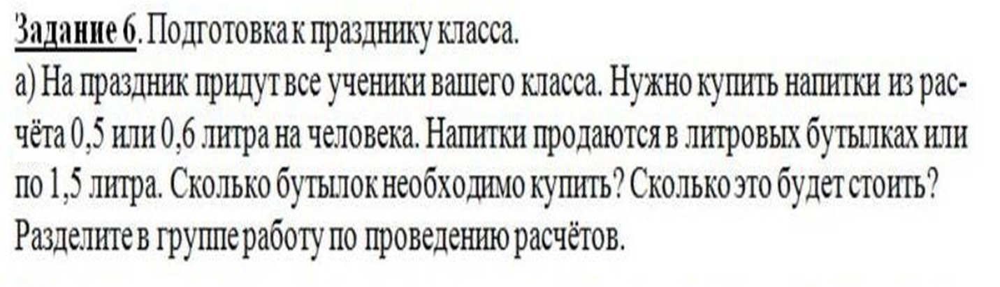 Задание 6. Подготовка к празднику класса.
а) На праздник придут все ученики вашего класса. Нужно купить напитки из рас-
чёта 0,5 или 0,6 литра на человека. Напитки продаются в литровых бутылках или
по 1,5 литра. Сколько бутылок необходимо купить? Сколько это будет стоить?
Разделите в группе работу по проведению расчётов.